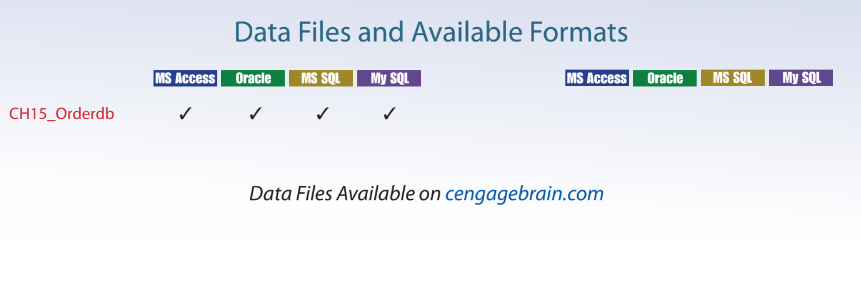 Data Files and Available Formats
MS Access Oracle MS SQL My SQL MS Access Oracle MS SQL My SQL
CH15_Orderdb ✓ ✓ ✓ ✓
Data Files Available on cengagebrain.com